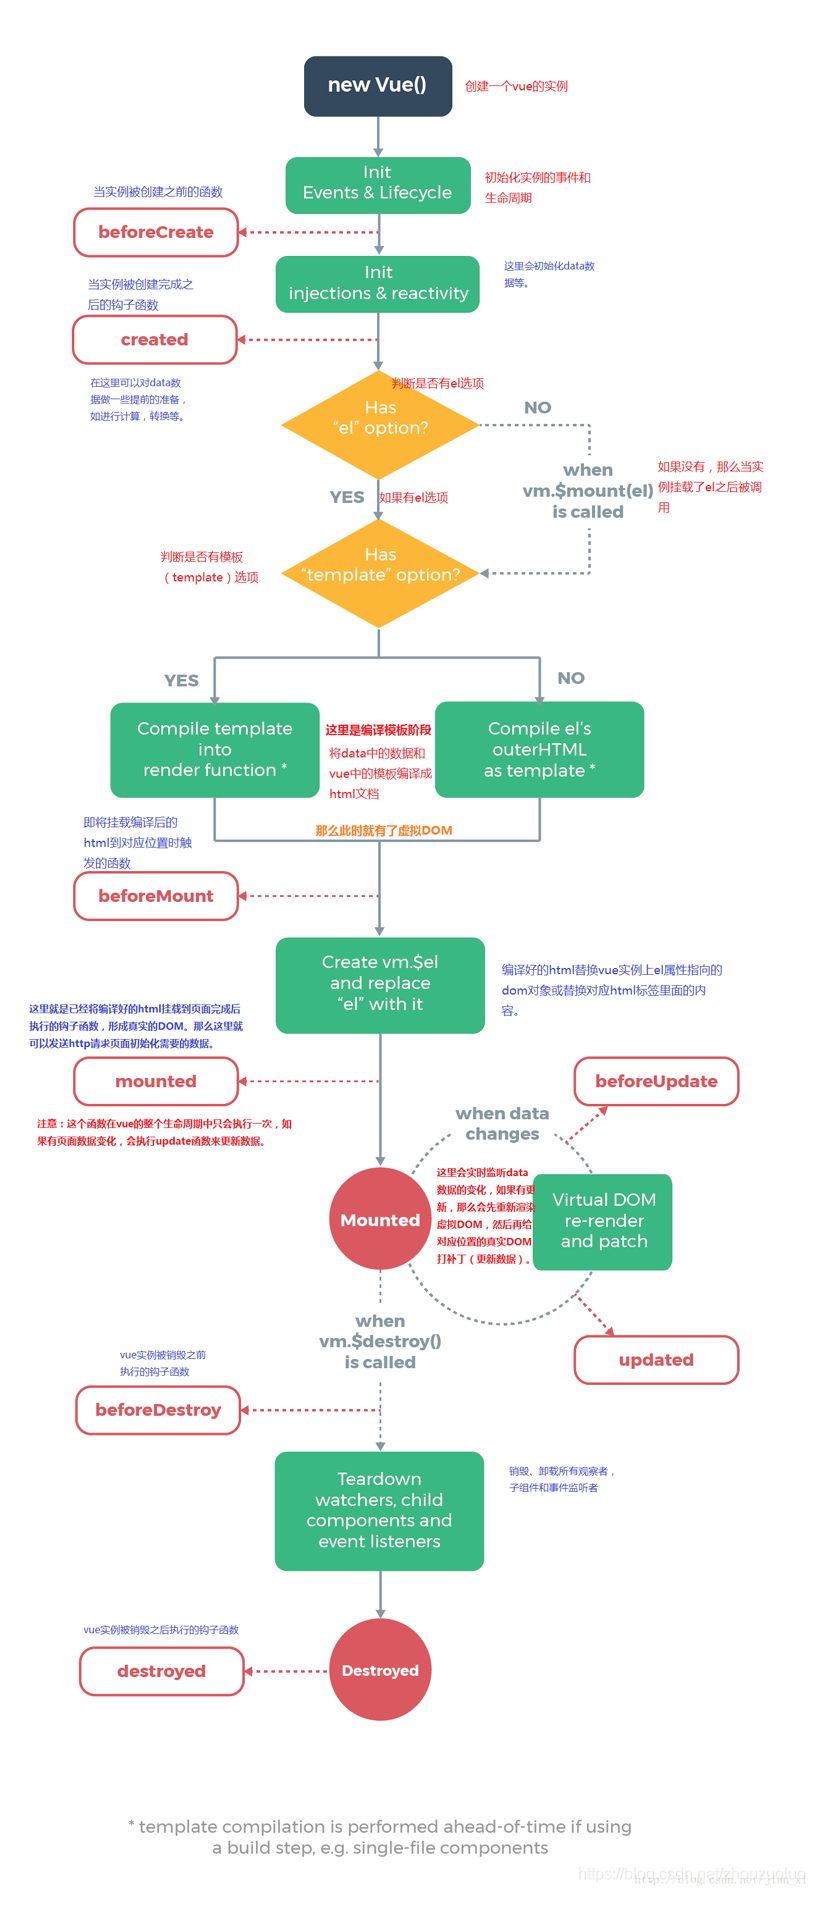 new Vue()
创建一个vue的实例
Init
Events & Lifecycle
初始化实例的事件和
生命周期
当实例被创建之前的函数
beforeCreate
Init
injections & reactivity
这里会初始化data数
据等。
当实例被创建完成之
后的钩子函数
created
在这里可以对data数
据做一些提前的准备，
如进行计算，转换等。
判断是否有el选项
Has
“el” option?
NO
when
vm.$mount(el)
is called
如果没有，那么当实
例挂载了el之后被调
用
YES
如果有el选项
判断是否有模板
（template）选项
Has
“template” option?
YES
NO
Compile template
into
render function *
这里是编译模板阶段
将data中的数据和
vue中的模板编译成
html文档
Compile el’s
outerHTML
as template *
那么此时就有了虚拟DOM
即将挂载编译后的
html到对应位置时触
发的函数
beforeMount
Create vm.$el
and replace
“el” with it
编译好的html替换vue实例上el属性指向的
dom对象或替换对应html标签里面的内
容。
这里就是已经将编译好的html挂载到页面完成后
执行的钩子函数，形成真实的DOM。那么这里就
可以发送http请求页面初始化需要的数据。
mounted
注意：这个函数在vue的整个生命周期中只会执行一次，如
果有页面数据变化，会执行update函数来更新数据。
beforeUpdate
when data
changes
Mounted
这里会实时监听data
数据的变化，如果有更
新，那么会先重新渲染
虚拟DOM，然后再给
对应位置的真实DOM
打补丁（更新数据）。
Virtual DOM
re-render
and patch
updated
when
vm.$destroy()
is called
vue实例被销毁之前
执行的钩子函数
beforeDestroy
Teardown
watchers, child
components and
event listeners
销毁、卸载所有观察者，
子组件和事件监听者
vue实例被销毁之后执行的钩子函数
destroyed
Destroyed
* template compilation is performed ahead-of-time if using
a build step, e.g. single-file components
https://blog.csdn.net/zhouzuoluo
http://blog.csdn.net/jian_xi